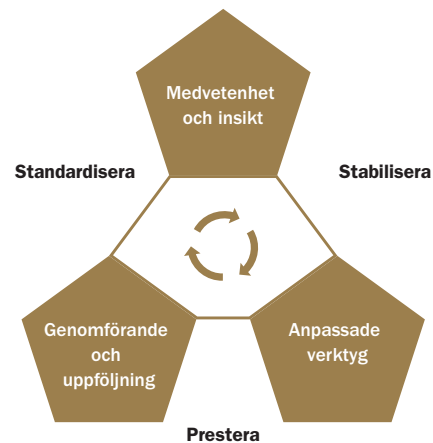 Medvetenhet
och insikt
Standardisera
Stabilisera
Genomförande
och
uppföljning
Anpassade
verktyg
Prestera